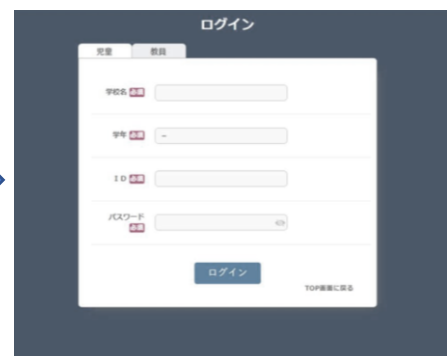 ログイン
児童 教員
学校名 必須
学年 必須 -
ID 必須
パスワード
必須
ログイン
TOP画面に戻る